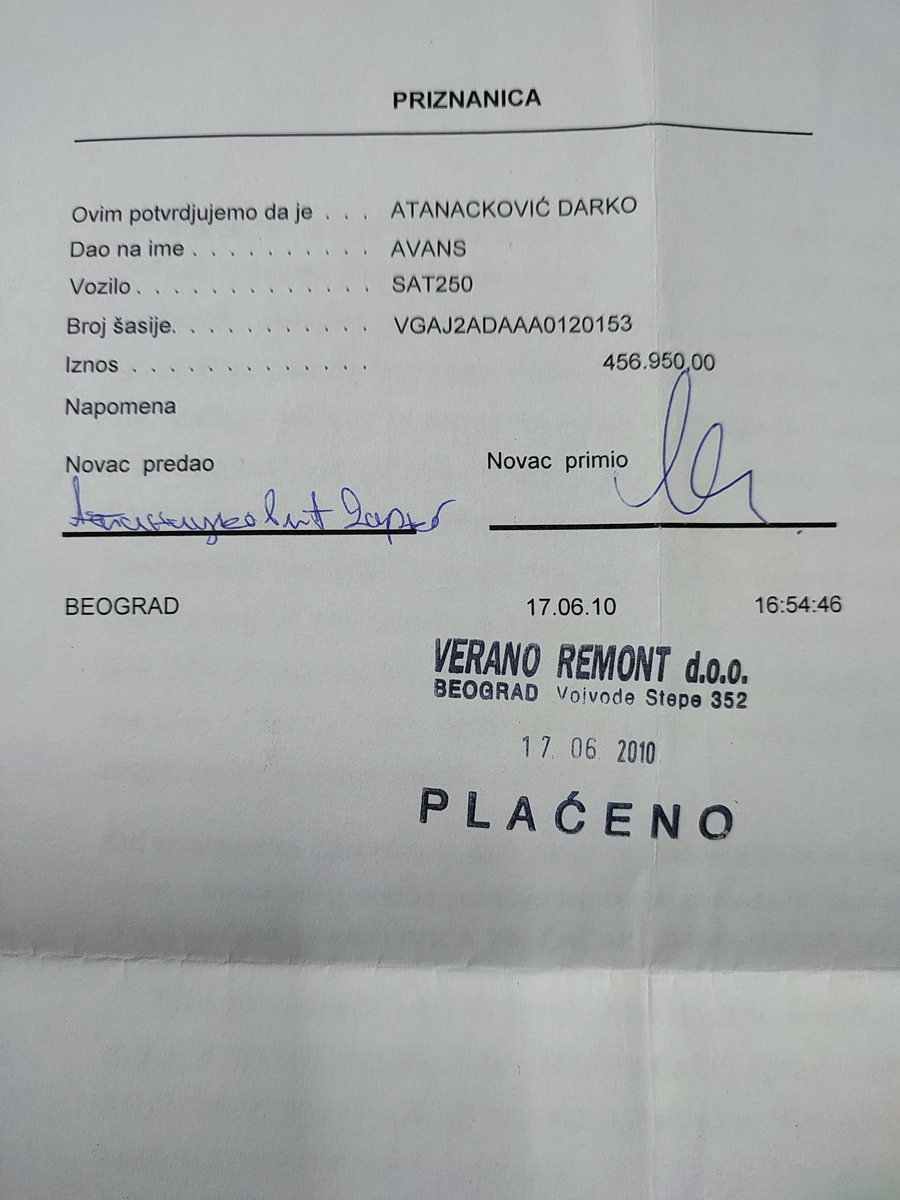 PRIZNANICA
Ovim potvrdjujemo da je . . . ATANACKOVIĆ DARKO
Dao na ime . . . . . . . . . . AVANS
Vozilo . . . . . . . . . . . . . SAT250
Broj šasije. . . . . . . . . . . VGAJ2ADAAA0120153
Iznos . . . . . . . . . . . . . 456.950,00
Napomena
Novac predao Novac primio
BEOGRAD 17.06.10 16:54:46
VERANO REMONT d.o.o.
BEOGRAD Vojvode Stepe 352
17. 06 2010
PLAĆENO